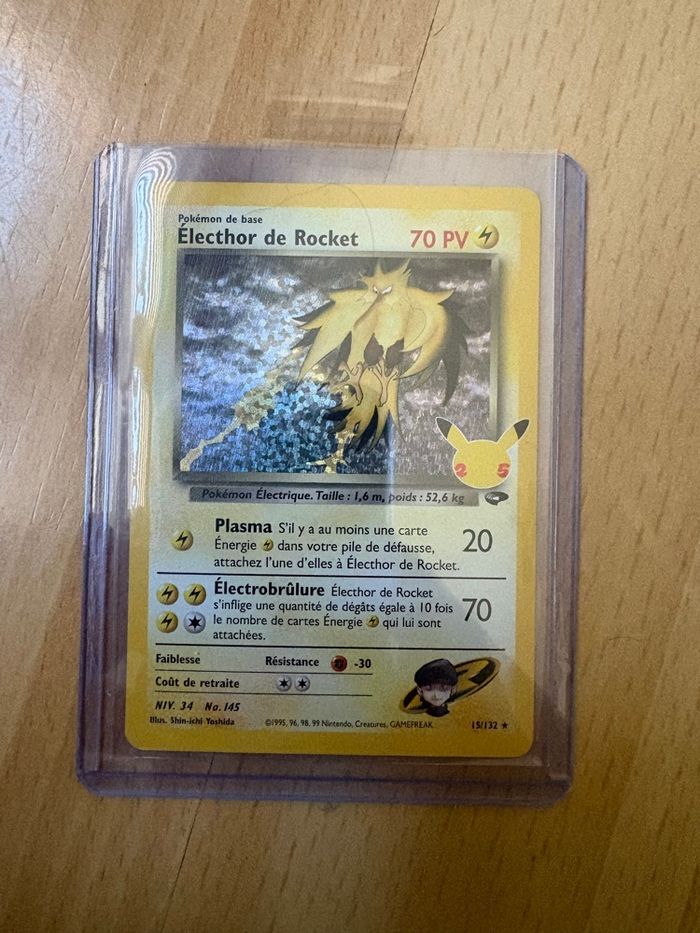 Pokémon de base
Électhor de Rocket 70 PV
25
Pokémon Électrique. Taille : 1,6 m, poids : 52,6 kg
Plasma S'il y a au moins une carte
Énergie dans votre pile de défausse, 20
attachez l'une d'elles à Électhor de Rocket.
Électrobrûlure Électhor de Rocket
s'inflige une quantité de dégâts égale à 10 fois 70
le nombre de cartes Énergie qui lui sont
attachées.
Faiblesse Résistance -30
Coût de retraite
NIV. 34 No. 145
Illus. Shin-ichi Yoshida ©1995, 96, 98, 99 Nintendo, Creatures, GAMEFREAK 15/132 ★